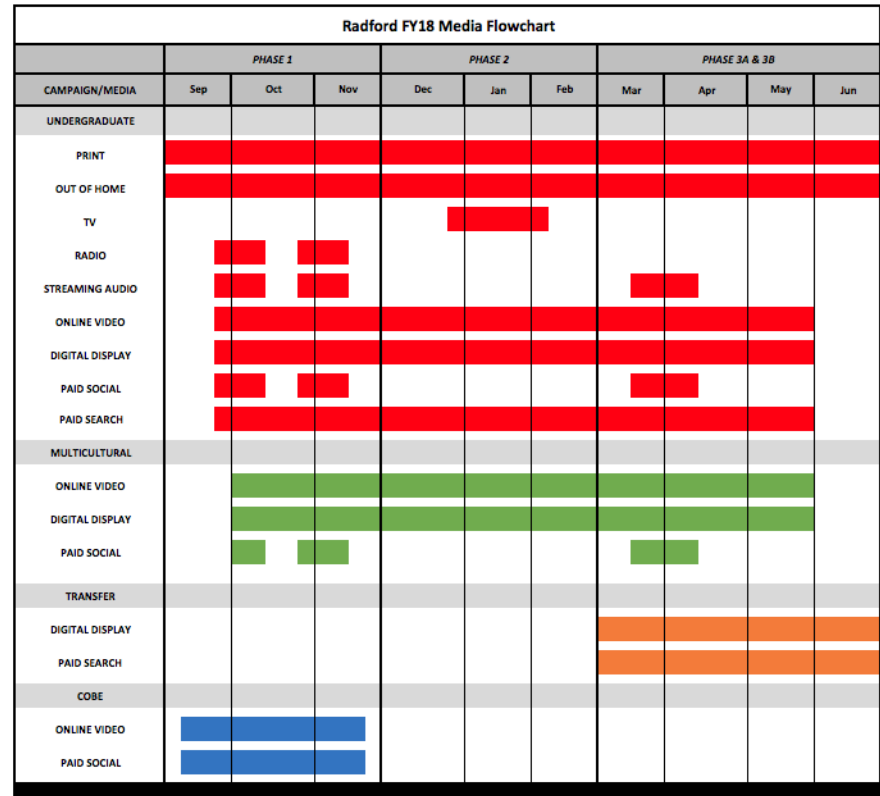 Radford FY18 Media Flowchart
PHASE 1 PHASE 2 PHASE 3A & 3B
CAMPAIGN/MEDIA Sep Oct Nov Dec Jan Feb Mar Apr May Jun
UNDERGRADUATE
PRINT
OUT OF HOME
TV
RADIO
STREAMING AUDIO
ONLINE VIDEO
DIGITAL DISPLAY
PAID SOCIAL
PAID SEARCH
MULTICULTURAL
ONLINE VIDEO
DIGITAL DISPLAY
PAID SOCIAL
TRANSFER
DIGITAL DISPLAY
PAID SEARCH
COBE
ONLINE VIDEO
PAID SOCIAL